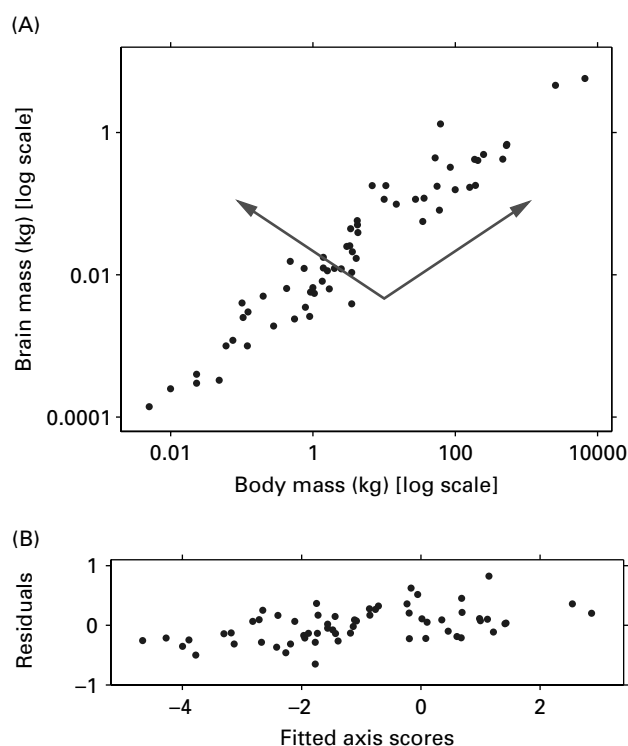 (A)
Brain mass (kg) [log scale]
1
0.01
0.0001
0.01 1 100 10000
Body mass (kg) [log scale]
(B)
Residuals
1
0
−1
−4 −2 0 2
Fitted axis scores